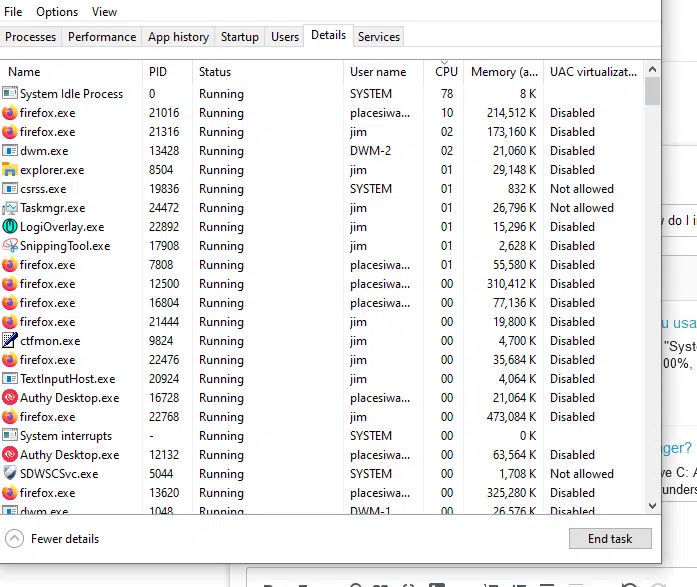 File Options View
Processes Performance App history Startup Users Details Services
Name PID Status User name CPU Memory (a... UAC virtualizat...
System Idle Process 0 Running SYSTEM 78 8 K
firefox.exe 21016 Running placesiwa... 10 214,512 K Disabled
firefox.exe 21316 Running jim 02 173,160 K Disabled
dwm.exe 13428 Running DWM-2 02 21,060 K Disabled
explorer.exe 8504 Running jim 01 29,148 K Disabled
csrss.exe 19836 Running SYSTEM 01 832 K Not allowed
Taskmgr.exe 24472 Running jim 01 26,796 K Not allowed
LogiOverlay.exe 22892 Running jim 01 15,296 K Disabled
SnippingTool.exe 17908 Running jim 01 2,628 K Disabled
firefox.exe 7808 Running placesiwa... 01 55,580 K Disabled
firefox.exe 12500 Running placesiwa... 00 310,412 K Disabled
firefox.exe 16804 Running placesiwa... 00 77,136 K Disabled
firefox.exe 21444 Running jim 00 19,800 K Disabled
ctfmon.exe 9824 Running jim 00 4,700 K Disabled
firefox.exe 22476 Running jim 00 35,684 K Disabled
TextInputHost.exe 20924 Running jim 00 4,064 K Disabled
Authy Desktop.exe 16728 Running placesiwa... 00 21,064 K Disabled
firefox.exe 22768 Running jim 00 473,084 K Disabled
System interrupts - Running SYSTEM 00 0 K
Authy Desktop.exe 12132 Running placesiwa... 00 63,564 K Disabled
SDWSCSvc.exe 5044 Running SYSTEM 00 1,708 K Not allowed
firefox.exe 13620 Running placesiwa... 00 325,280 K Disabled
dwm.exe 1048 Running DWM-1 00 26,576 K Disabled
Fewer details End task
do I i
u usa
"Syste
00%,
ger?
ve C: A
unders